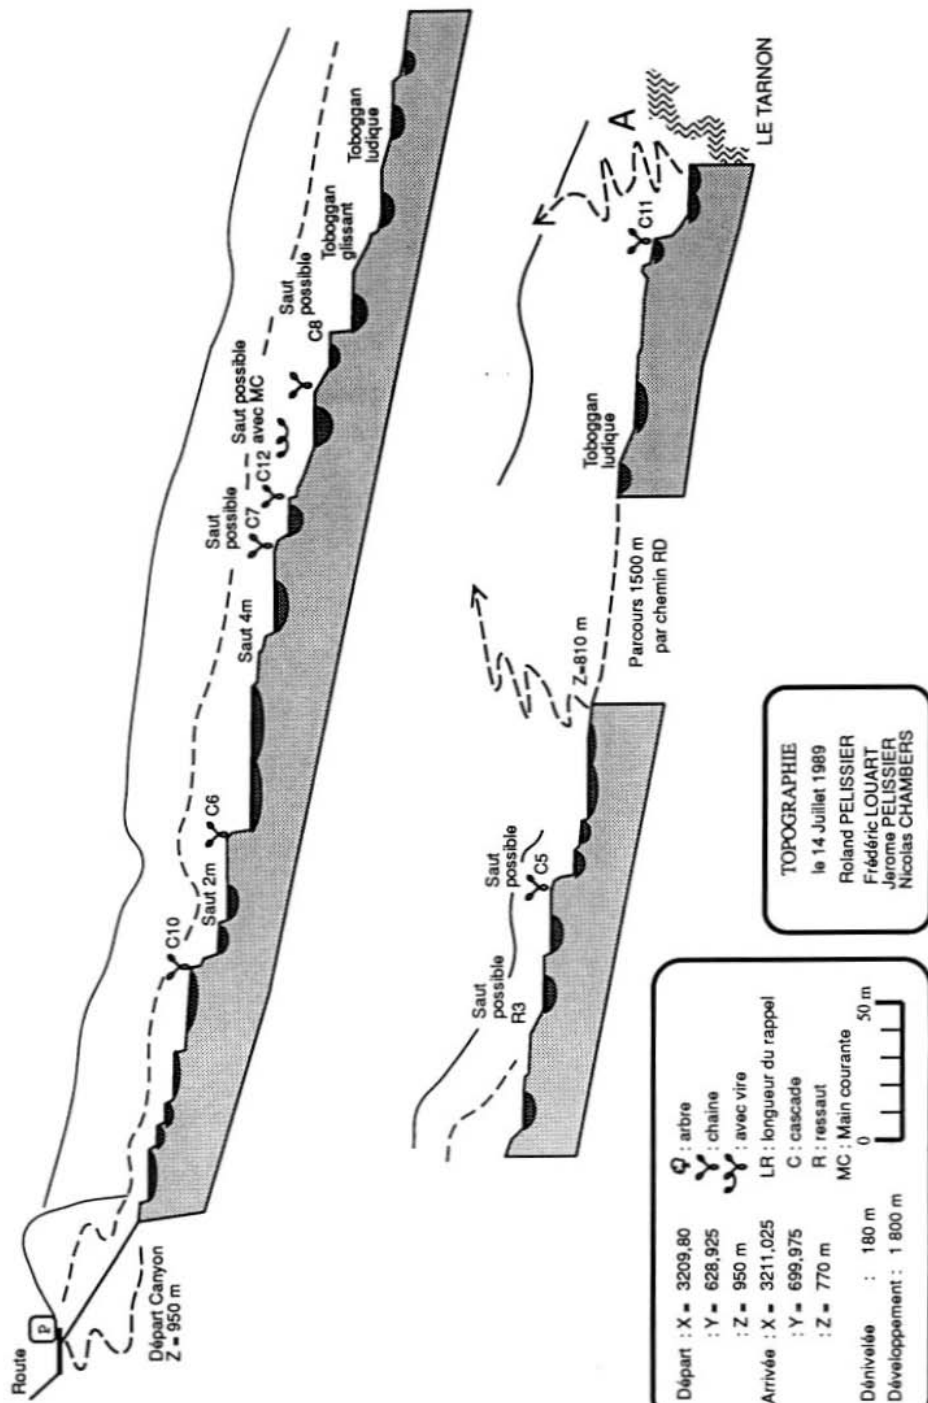 Route
P
Départ Canyon
Z = 950 m
C10
Saut 2m
C6
Saut 4m
Saut
possible
C7
C12
Saut possible
avec MC
Saut
possible
C8
Toboggan
glissant
Toboggan
ludique
Saut
possible
R3
Saut
possible
C5
Z=810 m
Parcours 1500 m
par chemin RD
Toboggan
ludique
C11
A
LE TARNON
Départ : X = 3209,80
: Y = 628,925
: Z = 950 m
Arrivée : X = 3211,025
: Y = 699,975
: Z = 770 m
Dénivelée : 180 m
Développement : 1 800 m
: arbre
: chaine
: avec vire
LR : longueur du rappel
C : cascade
R : ressaut
MC : Main courante
0 50 m
TOPOGRAPHIE
le 14 Juillet 1989
Roland PELISSIER
Frédéric LOUART
Jerome PELISSIER
Nicolas CHAMBERS